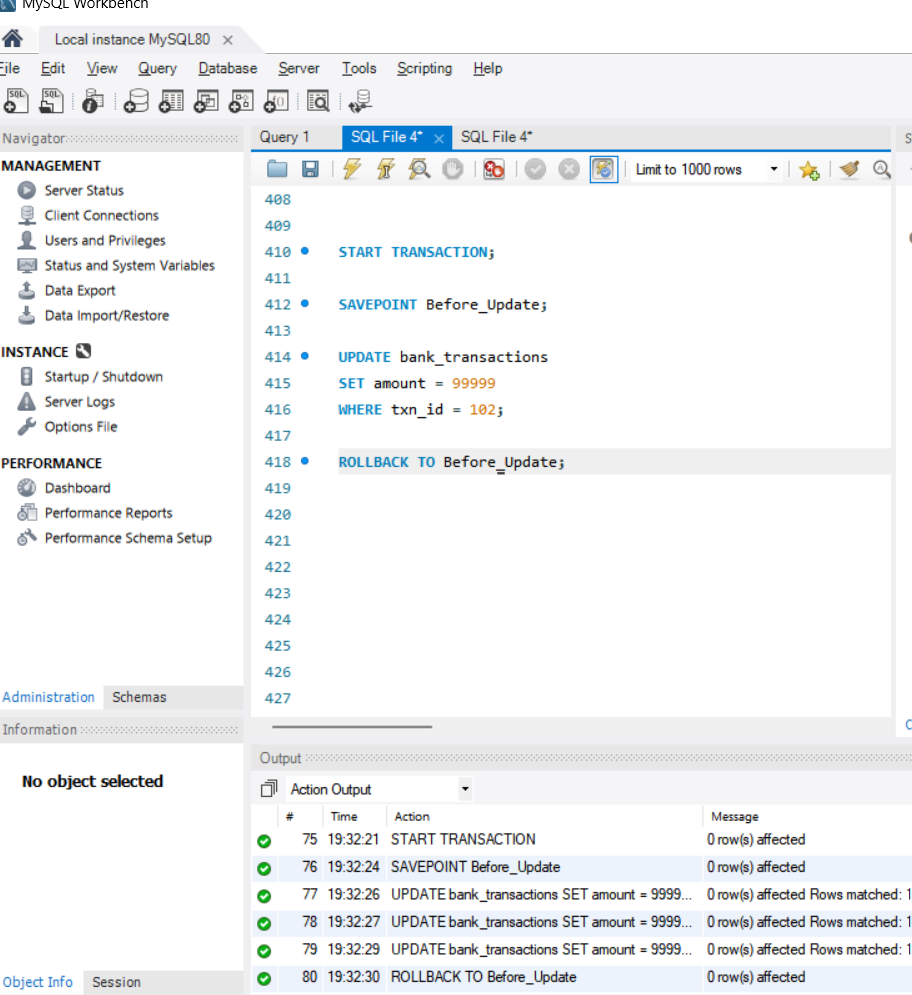 MySQL Workbench
Local instance MySQL80 ×
File Edit View Query Database Server Tools Scripting Help
Navigator
MANAGEMENT
Server Status
Client Connections
Users and Privileges
Status and System Variables
Data Export
Data Import/Restore
INSTANCE
Startup / Shutdown
Server Logs
Options File
PERFORMANCE
Dashboard
Performance Reports
Performance Schema Setup
Administration Schemas
Information
No object selected
Object Info Session
Query 1 SQL File 4* × SQL File 4*
Limit to 1000 rows
408
409
410 START TRANSACTION;
411
412 SAVEPOINT Before_Update;
413
414 UPDATE bank_transactions
415 SET amount = 99999
416 WHERE txn_id = 102;
417
418 ROLLBACK TO Before_Update;
419
420
421
422
423
424
425
426
427
Output
Action Output
# Time Action Message
75 19:32:21 START TRANSACTION 0 row(s) affected
76 19:32:24 SAVEPOINT Before_Update 0 row(s) affected
77 19:32:26 UPDATE bank_transactions SET amount = 9999... 0 row(s) affected Rows matched: 1
78 19:32:27 UPDATE bank_transactions SET amount = 9999... 0 row(s) affected Rows matched: 1
79 19:32:29 UPDATE bank_transactions SET amount = 9999... 0 row(s) affected Rows matched: 1
80 19:32:30 ROLLBACK TO Before_Update 0 row(s) affected